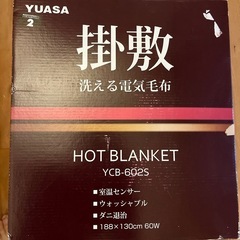 YUASA
2
掛敷
洗える電気毛布
HOT BLANKET
YCB-602S
■室温センサー
■ウォッシャブル
■ダニ退治
■188×130cm 60W